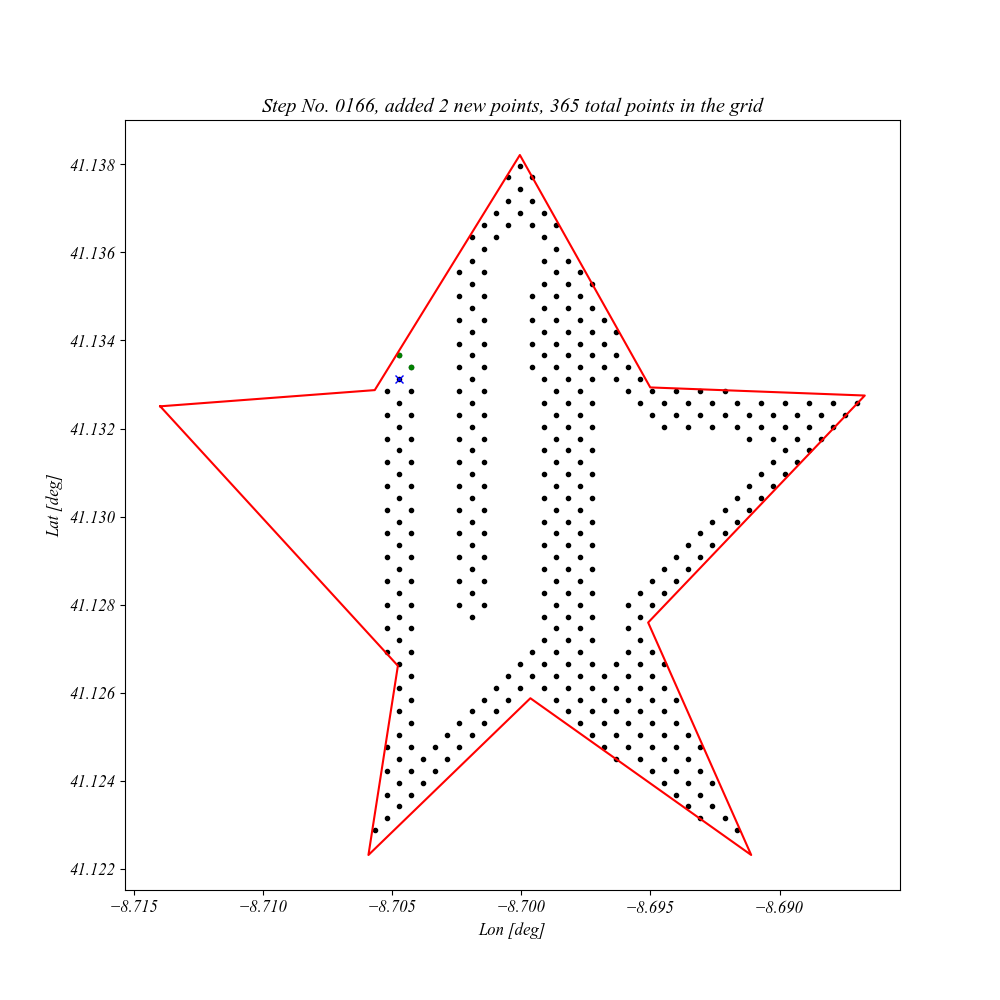 Step No. 0166, added 2 new points, 365 total points in the grid
41.138
41.136
41.134
41.132
41.130
41.128
41.126
41.124
41.122
Lat [deg]
−8.715 −8.710 −8.705 −8.700 −8.695 −8.690
Lon [deg]